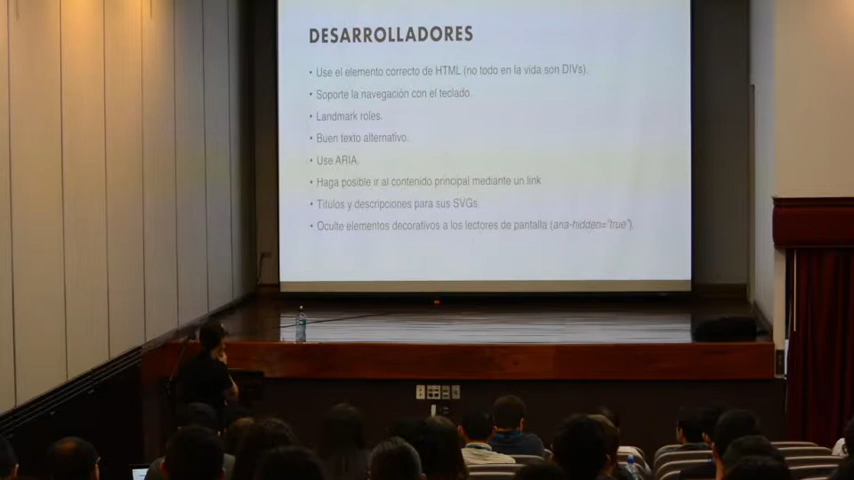 DESARROLLADORES
• Use el elemento correcto de HTML (no todo en la vida son DIVs).
• Soporte la navegación con el teclado.
• Landmark roles.
• Buen texto alternativo.
• Use ARIA.
• Haga posible ir al contenido principal mediante un link
• Títulos y descripciones para sus SVGs.
• Oculte elementos decorativos a los lectores de pantalla (aria-hidden="true").